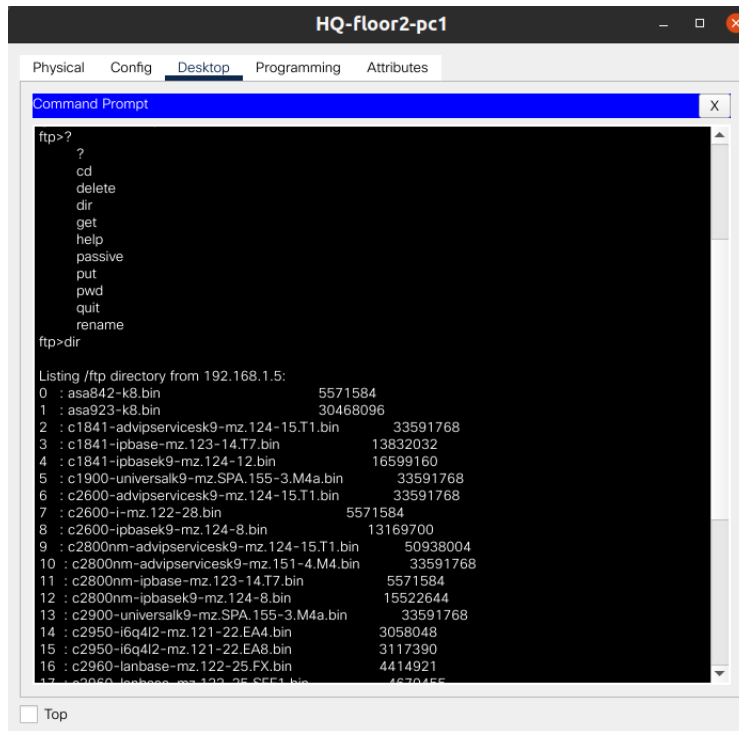 HQ-floor2-pc1
Physical Config Desktop Programming Attributes
Command Prompt X
ftp>?
?
cd
delete
dir
get
help
passive
put
pwd
quit
rename
ftp>dir
Listing /ftp directory from 192.168.1.5:
0 : asa842-k8.bin 5571584
1 : asa923-k8.bin 30468096
2 : c1841-advipservicesk9-mz.124-15.T1.bin 33591768
3 : c1841-ipbase-mz.123-14.T7.bin 13832032
4 : c1841-ipbasek9-mz.124-12.bin 16599160
5 : c1900-universalk9-mz.SPA.155-3.M4a.bin 33591768
6 : c2600-advipservicesk9-mz.124-15.T1.bin 33591768
7 : c2600-i-mz.122-28.bin 5571584
8 : c2600-ipbasek9-mz.124-8.bin 13169700
9 : c2800nm-advipservicesk9-mz.124-15.T1.bin 50938004
10 : c2800nm-advipservicesk9-mz.151-4.M4.bin 33591768
11 : c2800nm-ipbase-mz.123-14.T7.bin 5571584
12 : c2800nm-ipbasek9-mz.124-8.bin 15522644
13 : c2900-universalk9-mz.SPA.155-3.M4a.bin 33591768
14 : c2950-i6q4l2-mz.121-22.EA4.bin 3058048
15 : c2950-i6q4l2-mz.121-22.EA8.bin 3117390
16 : c2960-lanbase-mz.122-25.FX.bin 4414921
Top